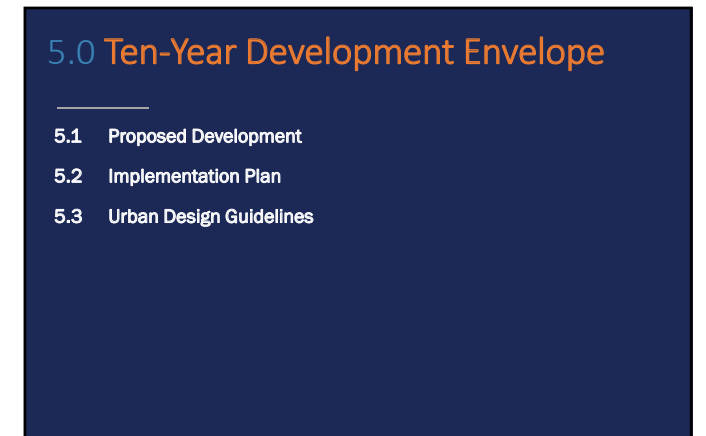 5.0 Ten-Year Development Envelope
5.1 Proposed Development
5.2 Implementation Plan
5.3 Urban Design Guidelines